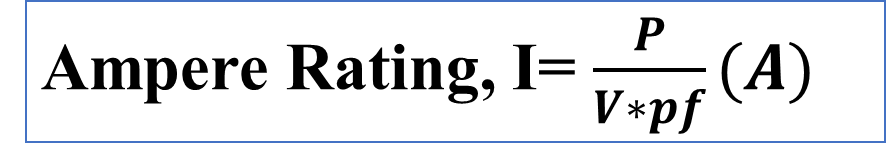 Ampere Rating, I= P / V*pf (A)